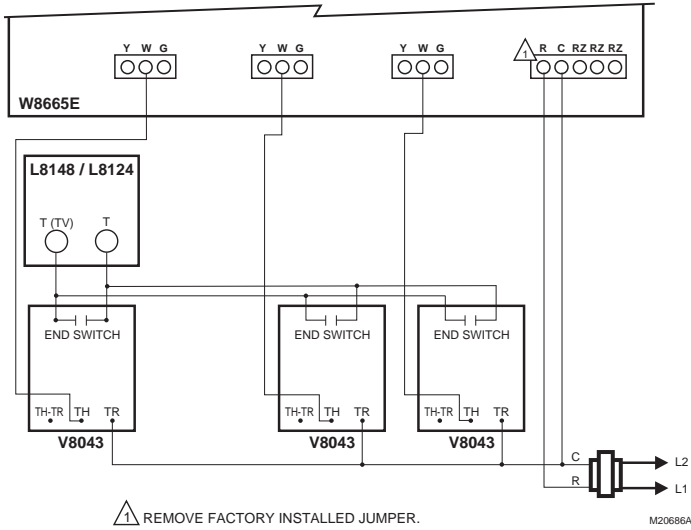 Y W G
Y W G
Y W G
1
R C RZ RZ RZ
W8665E
L8148 / L8124
T (TV) T
END SWITCH
END SWITCH
END SWITCH
TH-TR TH TR
TH-TR TH TR
TH-TR TH TR
V8043
V8043
V8043
C
L2
R
L1
1 REMOVE FACTORY INSTALLED JUMPER.
M20686A